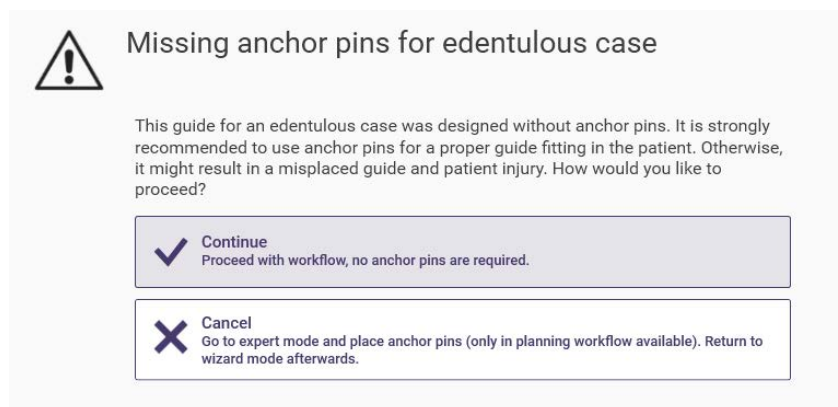 Missing anchor pins for edentulous case
This guide for an edentulous case was designed without anchor pins. It is strongly
recommended to use anchor pins for a proper guide fitting in the patient. Otherwise,
it might result in a misplaced guide and patient injury. How would you like to
proceed?
Continue
Proceed with workflow, no anchor pins are required.
Cancel
Go to expert mode and place anchor pins (only in planning workflow available). Return to
wizard mode afterwards.